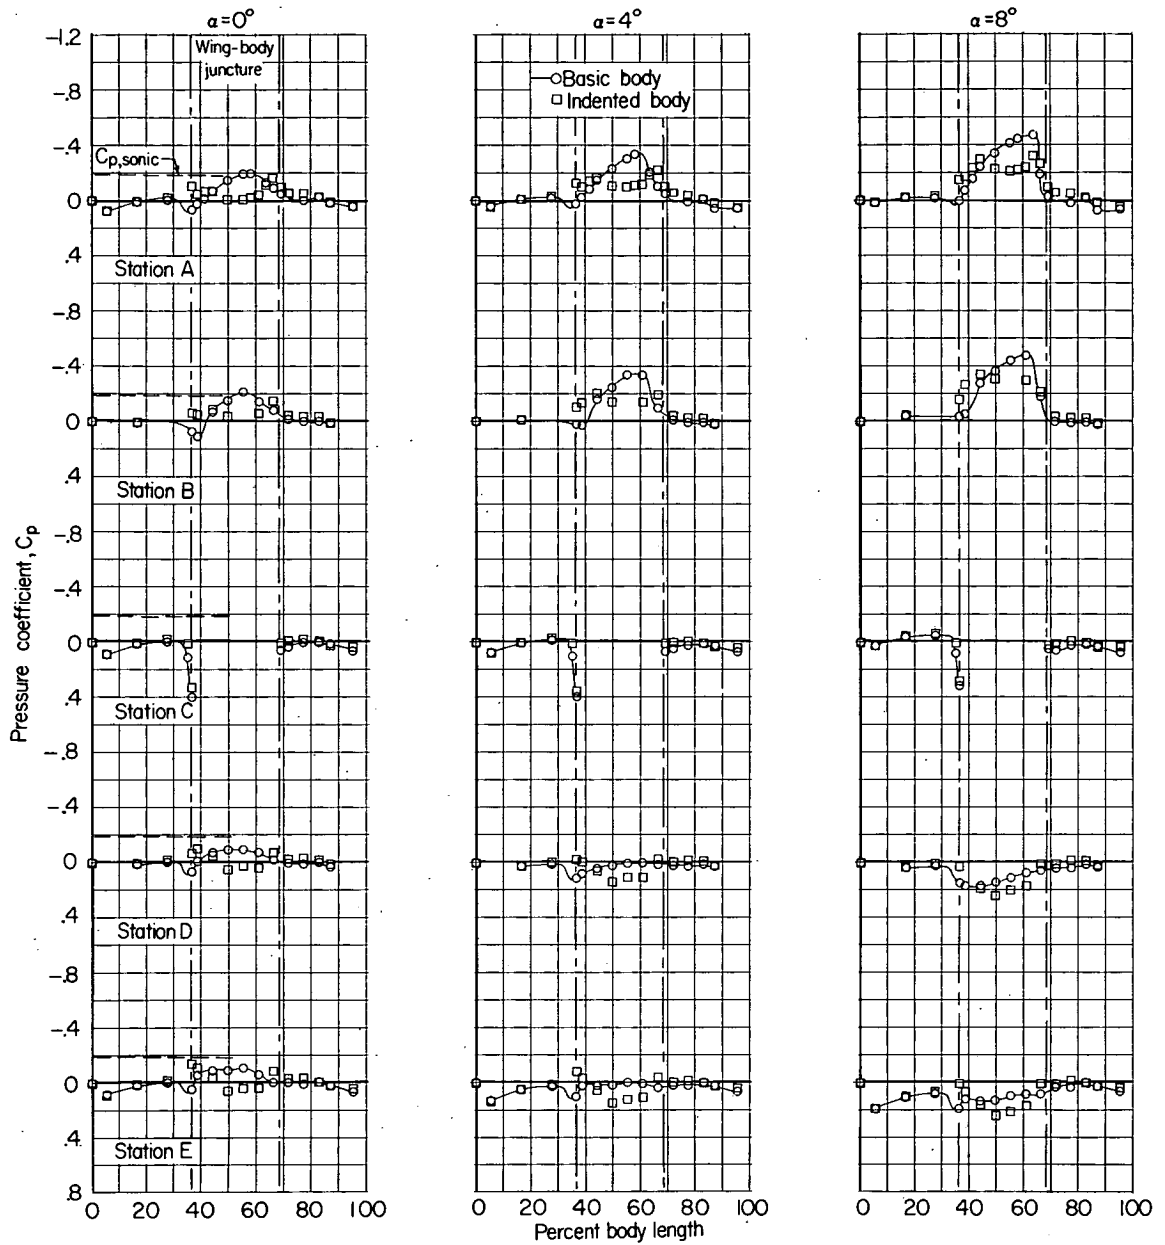 α=0°
α=4°
α=8°
-1.2
-.8
-.4
0
.4
-.8
-.4
0
.4
-.8
-.4
0
.4
-.8
-.4
0
.4
-.8
-.4
0
.4
.8
Wing-body
juncture
Basic body
Indented body
Cp,sonic
Station A
Station B
Station C
Station D
Station E
Pressure coefficient, Cp
0 20 40 60 80 100
0 20 40 60 80 100
0 20 40 60 80 100
Percent body length